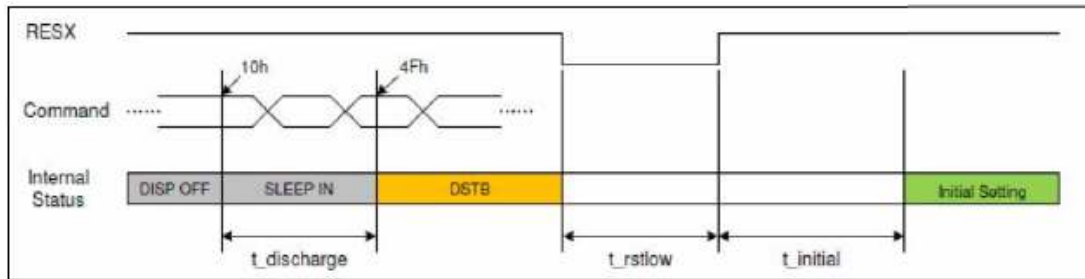 RESX
10h
4Fh
Command ...... ......
Internal
Status
DISP OFF SLEEP IN DSTB Initial Setting
t_discharge t_rstlow t_initial